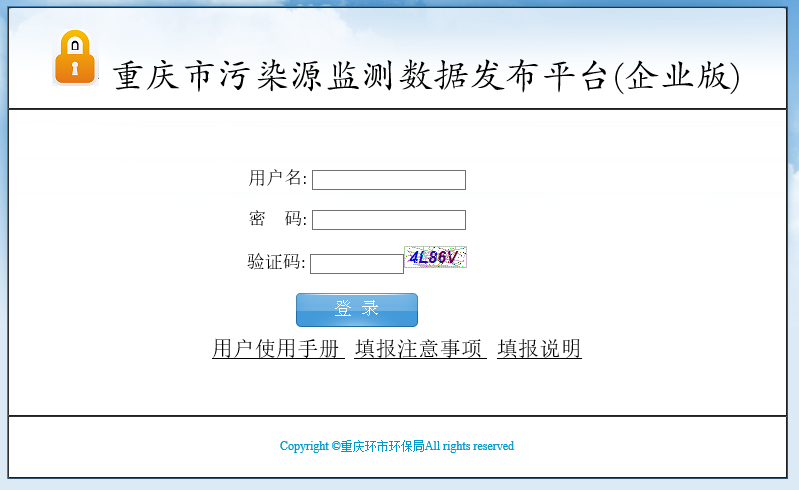 重庆市污染源监测数据发布平台(企业版)
用户名:
密 码:
验证码: 4L86V
登 录
用户使用手册 填报注意事项 填报说明
Copyright ©重庆环市环保局All rights reserved